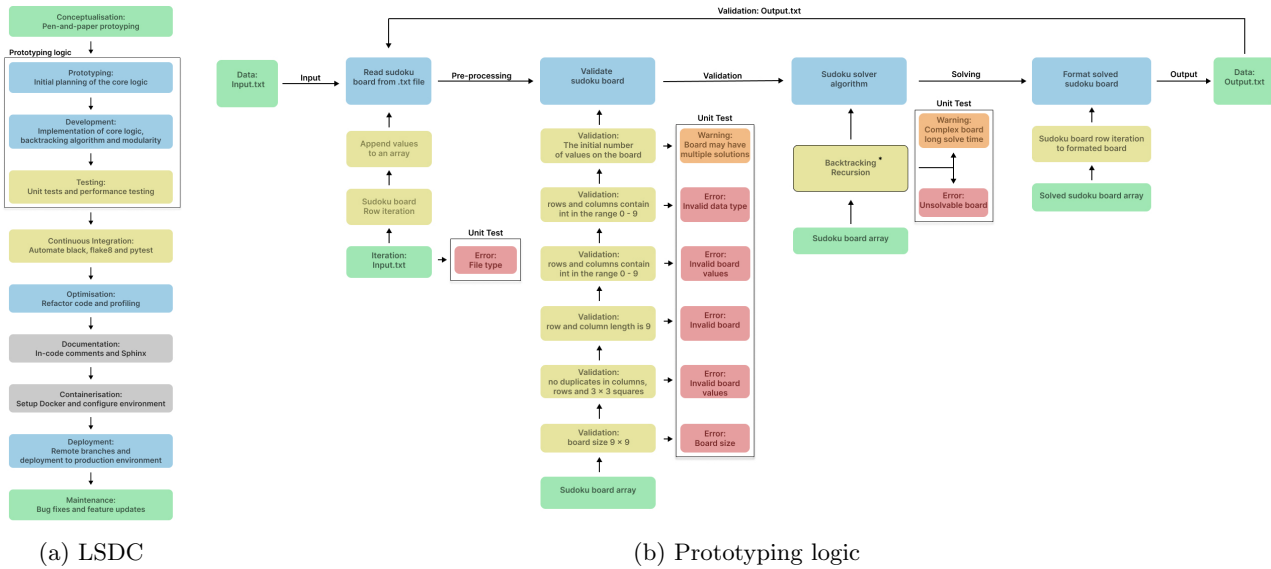 Conceptualisation:
Pen-and-paper protoyping
Prototyping logic
Prototyping:
Initial planning of the core logic
Development:
Implementation of core logic,
backtracking algorithm and modularity
Testing:
Unit tests and performance testing
Continuous Integration:
Automate black, flake8 and pytest
Optimisation:
Refactor code and profiling
Documentation:
In-code comments and Sphinx
Containerisation:
Setup Docker and configure environment
Deployment:
Remote branches and
deployment to production environment
Maintenance:
Bug fixes and feature updates
(a) LSDC
Validation: Output.txt
Data:
Input.txt
Input
Read sudoku
board from .txt file
Pre-processing
Validate
sudoku board
Validation
Sudoku solver
algorithm
Solving
Format solved
sudoku board
Output
Data:
Output.txt
Append values
to an array
Sudoku board
Row iteration
Iteration:
Input.txt
Unit Test
Error:
File type
Validation:
The initial number
of values on the board
Validation:
rows and columns contain
int in the range 0 - 9
Validation:
rows and columns contain
int in the range 0 - 9
Validation:
row and column length is 9
Validation:
no duplicates in columns,
rows and 3 × 3 squares
Validation:
board size 9 × 9
Sudoku board array
Unit Test
Warning:
Board may have
multiple solutions
Error:
Invalid data type
Error:
Invalid board
values
Error:
Invalid board
Error:
Invalid board
values
Error:
Board size
Backtracking *
Recursion
Sudoku board array
Unit Test
Warning:
Complex board
long solve time
Error:
Unsolvable board
Sudoku board row iteration
to formated board
Solved sudoku board array
(b) Prototyping logic